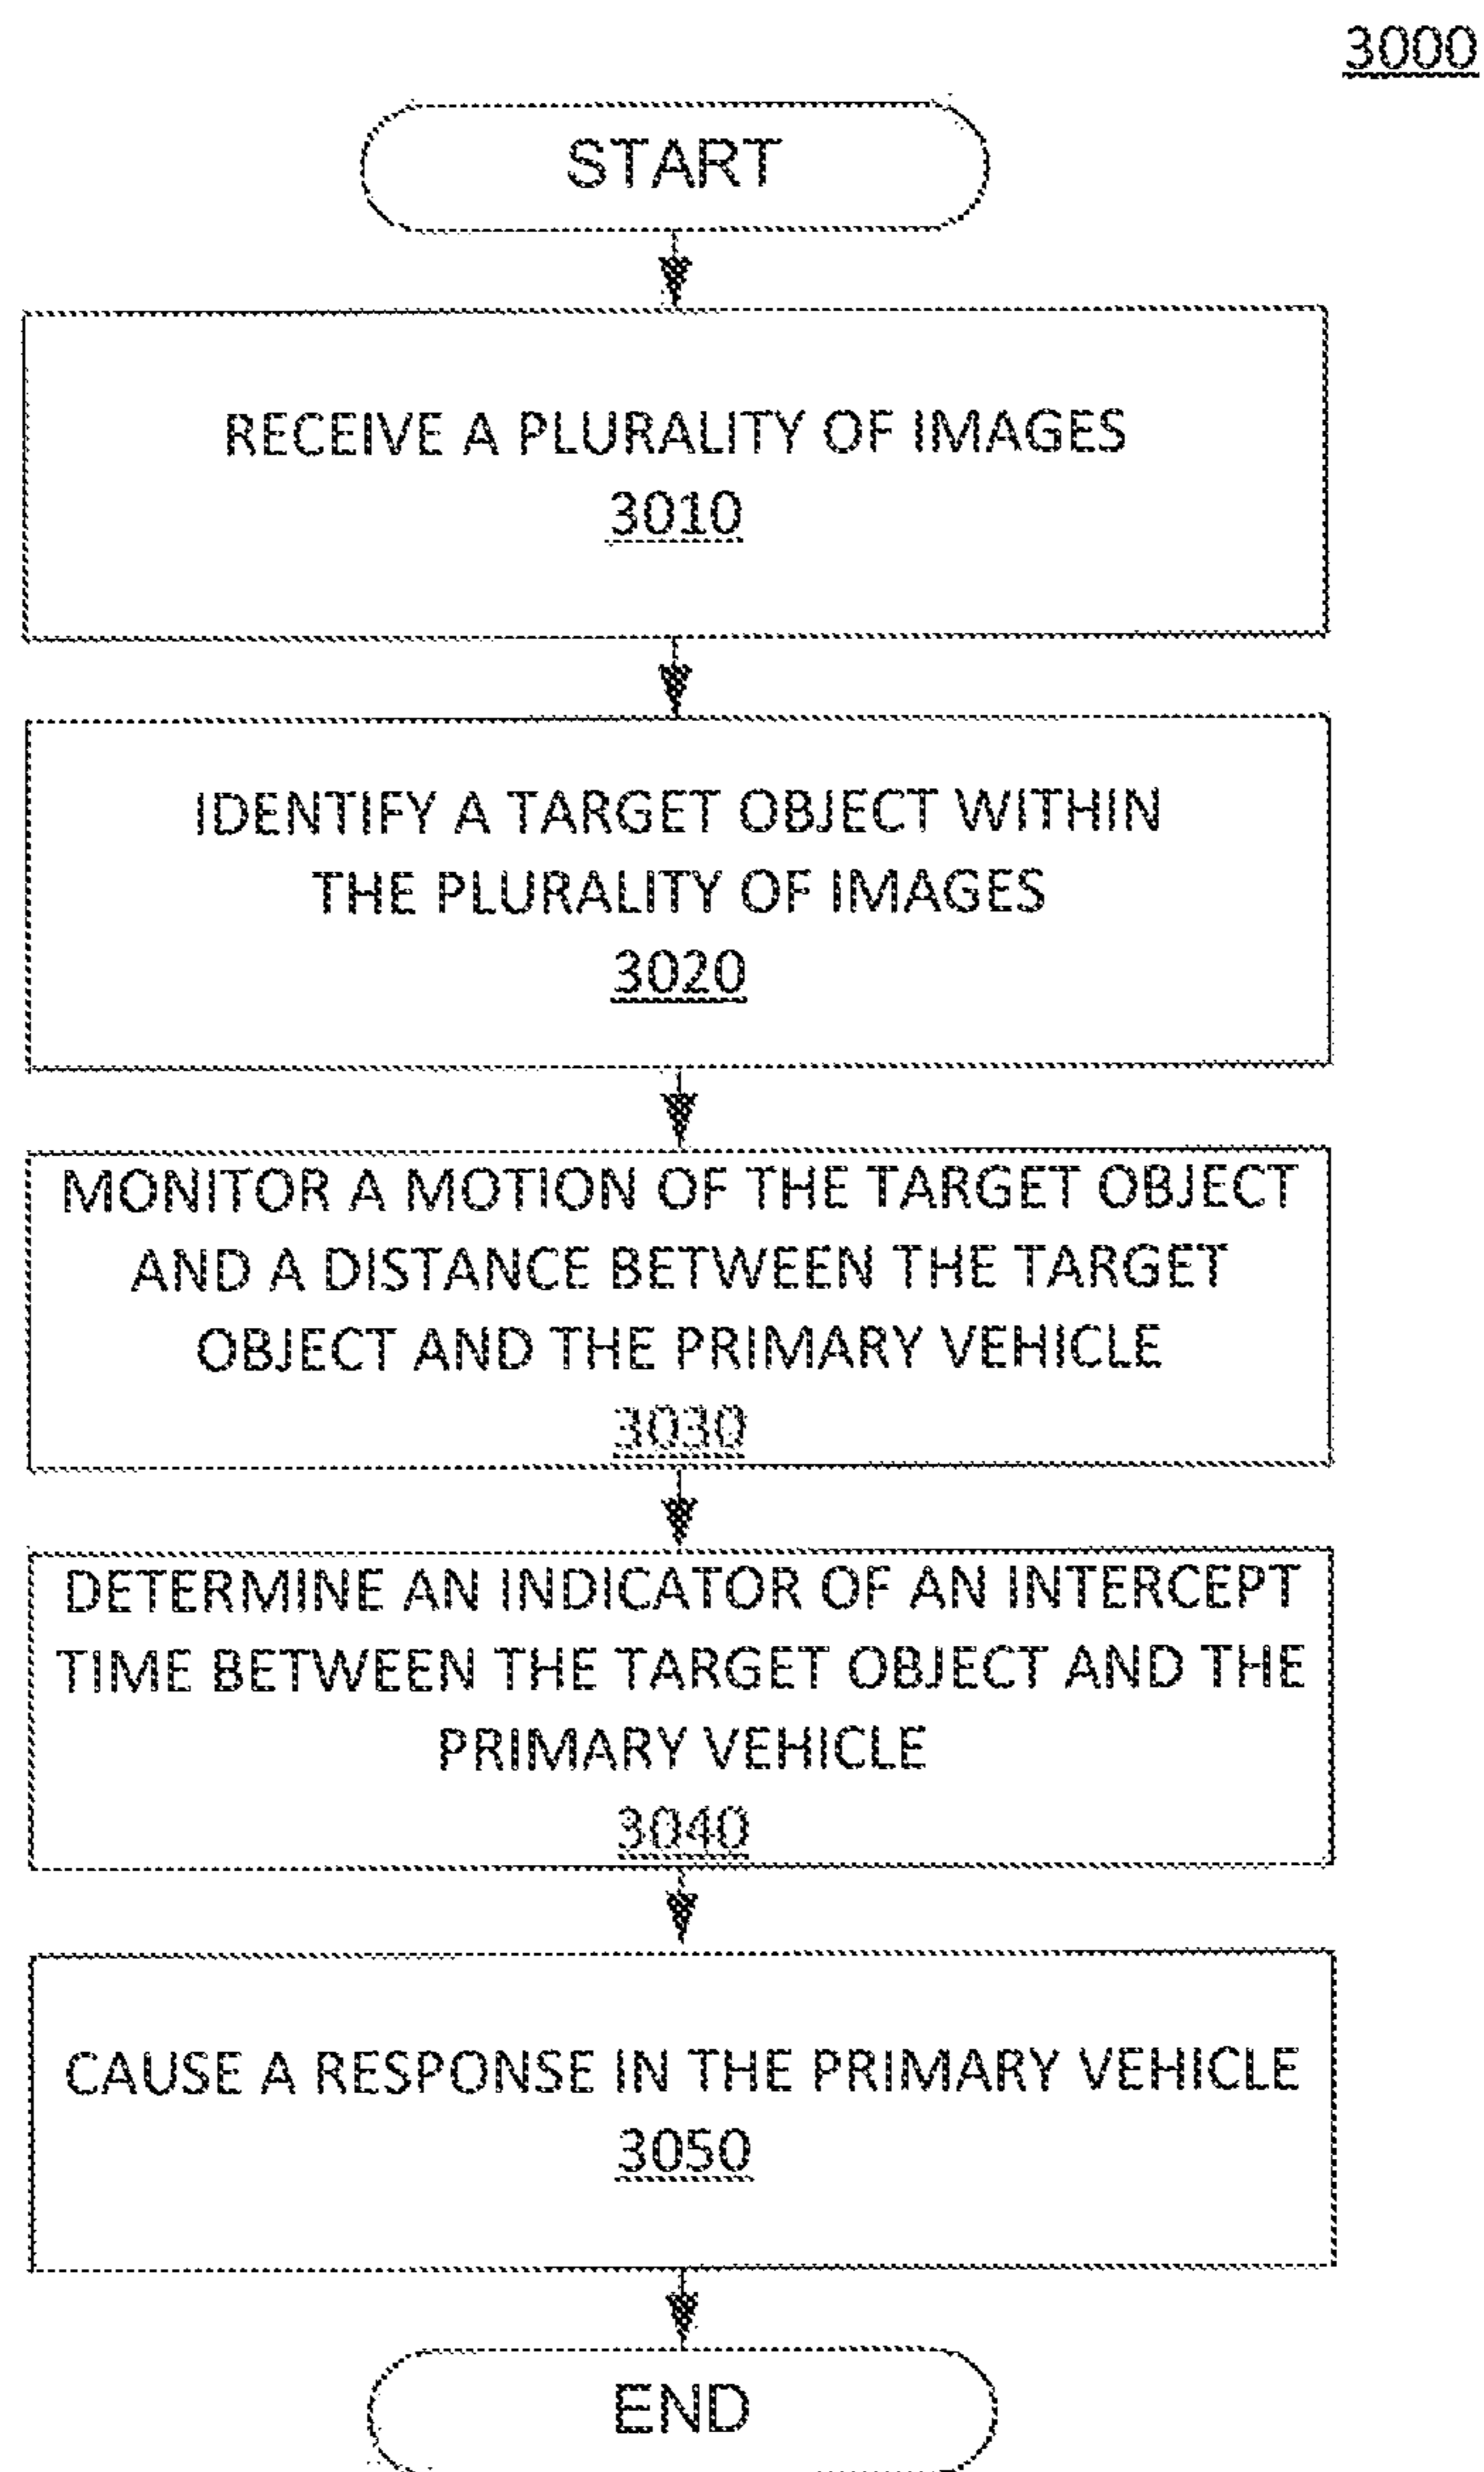 3000
START
RECEIVE A PLURALITY OF IMAGES
3010
IDENTIFY A TARGET OBJECT WITHIN
THE PLURALITY OF IMAGES
3020
MONITOR A MOTION OF THE TARGET OBJECT
AND A DISTANCE BETWEEN THE TARGET
OBJECT AND THE PRIMARY VEHICLE
3030
DETERMINE AN INDICATOR OF AN INTERCEPT
TIME BETWEEN THE TARGET OBJECT AND THE
PRIMARY VEHICLE
3040
CAUSE A RESPONSE IN THE PRIMARY VEHICLE
3050
END